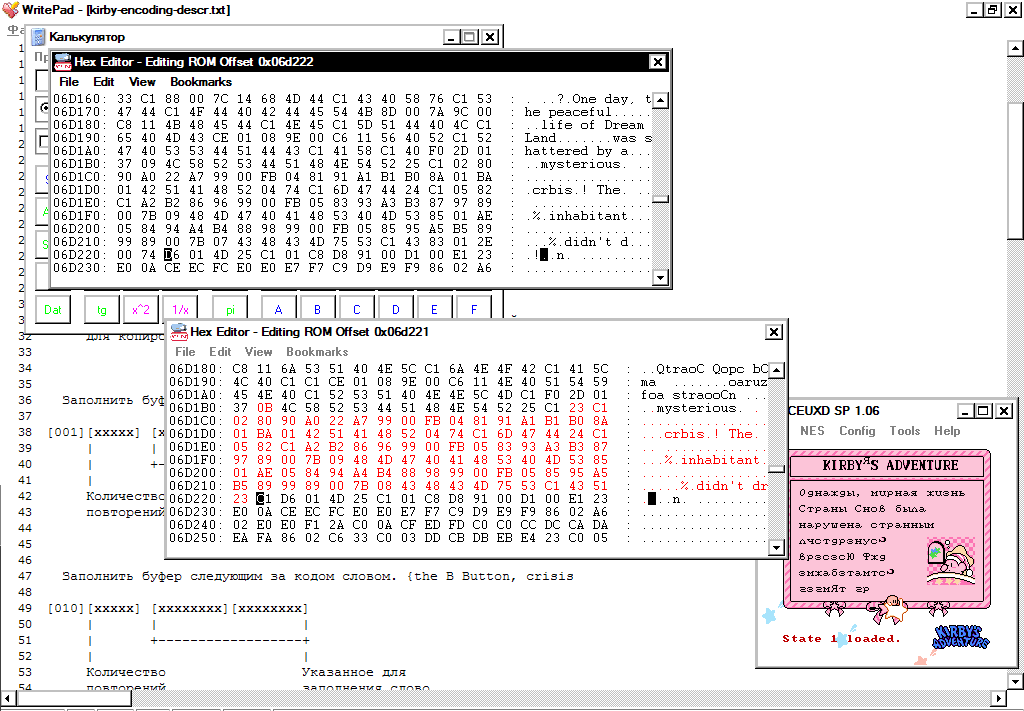 WritePad - [kirby-encoding-descr.txt]
Калькулятор
Hex Editor - Editing ROM Offset 0x06d222
File Edit View Bookmarks
06D160: 33 C1 88 00 7C 14 68 4D 44 C1 43 40 58 76 C1 53 : . ..?.One day, t
06D170: 47 44 C1 4F 44 40 42 44 45 54 4B 8D 00 7A 9C 00 : he peaceful.....
06D180: C8 11 4B 48 45 44 C1 4E 45 C1 5D 51 44 40 4C C1 : ..life of Dream
06D190: 65 40 4D 43 CE 01 08 9E 00 C6 11 56 40 52 C1 52 : Land.......was s
06D1A0: 47 40 53 53 44 51 44 43 C1 41 58 C1 40 F0 2D 01 : hattered by a...
06D1B0: 37 09 4C 58 52 53 44 51 48 4E 54 52 25 C1 02 80 : ..mysterious. ..
06D1C0: 90 A0 22 A7 99 00 FB 04 81 91 A1 B1 B0 8A 01 BA : ................
06D1D0: 01 42 51 41 48 52 04 74 C1 6D 47 44 24 C1 05 82 : .crbis.! The. ..
06D1E0: C1 A2 B2 86 96 99 00 FB 05 83 93 A3 B3 87 97 89
06D1F0: 00 7B 09 48 4D 47 40 41 48 53 40 4D 53 85 01 AE : .%.inhabitant...
06D200: 05 84 94 A4 B4 88 98 99 00 FB 05 85 95 A5 B5 89 : ................
06D210: 99 89 00 7B 07 43 48 43 4D 75 53 C1 43 83 01 2E : ...%.didn't d...
06D220: 00 74 D6 01 4D 25 C1 01 C8 D8 91 00 D1 00 E1 23
06D230: E0 0A CE EC FC E0 E0 E7 F7 C9 D9 E9 F9 86 02 A6 : ................
Dat tg x^2 1/x pi A B C D E F
Hex Editor - Editing ROM Offset 0x06d221
File Edit View Bookmarks
06D180: C8 11 6A 53 51 40 4E 5C C1 6A 4E 4F 42 C1 41 5C : ..QtraoC Qopc bC
06D190: 4C 40 C1 C1 CE 01 08 9E 00 C6 11 4E 40 51 54 59 : ma  .......oaruz
06D1A0: 45 4E 40 C1 52 53 51 40 4E 4E 5C 4D C1 F0 2D 01
06D1B0: 37 0B 4C 58 52 53 44 51 48 4E 54 52 25 C1 23 C1
06D1C0: 02 80 90 A0 22 A7 99 00 FB 04 81 91 A1 B1 B0 8A : ................
06D1D0: 01 BA 01 42 51 41 48 52 04 74 C1 6D 47 44 24 C1 : ...crbis.! The.
06D1E0: 05 82 C1 A2 B2 86 96 99 00 FB 05 83 93 A3 B3 87
06D1F0: 97 89 00 7B 09 48 4D 47 40 41 48 53 40 4D 53 85 : ...%.inhabitant.
06D200: 01 AE 05 84 94 A4 B4 88 98 99 00 FB 05 85 95 A5 : ................
06D210: B5 89 99 89 00 7B 08 43 48 43 4D 75 53 C1 43 51 : .....%.didn't dr
06D220: 23 C1 D6 01 4D 25 C1 01 C8 D8 91 00 D1 00 E1 23
06D230: E0 0A CE EC FC E0 E0 E7 F7 C9 D9 E9 F9 86 02 A6 : ................
06D240: 02 E0 E0 F1 2A C0 0A CF ED FD C0 C0 CC DC CA DA
06D250: EA FA 86 02 C6 33 C0 03 DD CB DB EB E4 23 C0 05
32 для копиро
33
34
35
36 Заполнить буф
37
38 [001][xxxxx] [x
39 | |
40 | +-
41 |
42 Количество
43 повторений
44
45
46
47 Заполнить буфер следующим за кодом словом. {the B Button, crisis
48
49 [010][xxxxx] [xxxxxxxx][xxxxxxxx]
50 | | |
51 | +-------------------+
52 | |
53 Количество Указанное для
54 повторений заполнения слово
CEUXD SP 1.06
NES Config Tools Help
KIRBY'S ADVENTURE
Однажды, мирная жизнь
Страны Снов была
нарушена странным
State 1 loaded.
KIRBY'S ADVENTURE